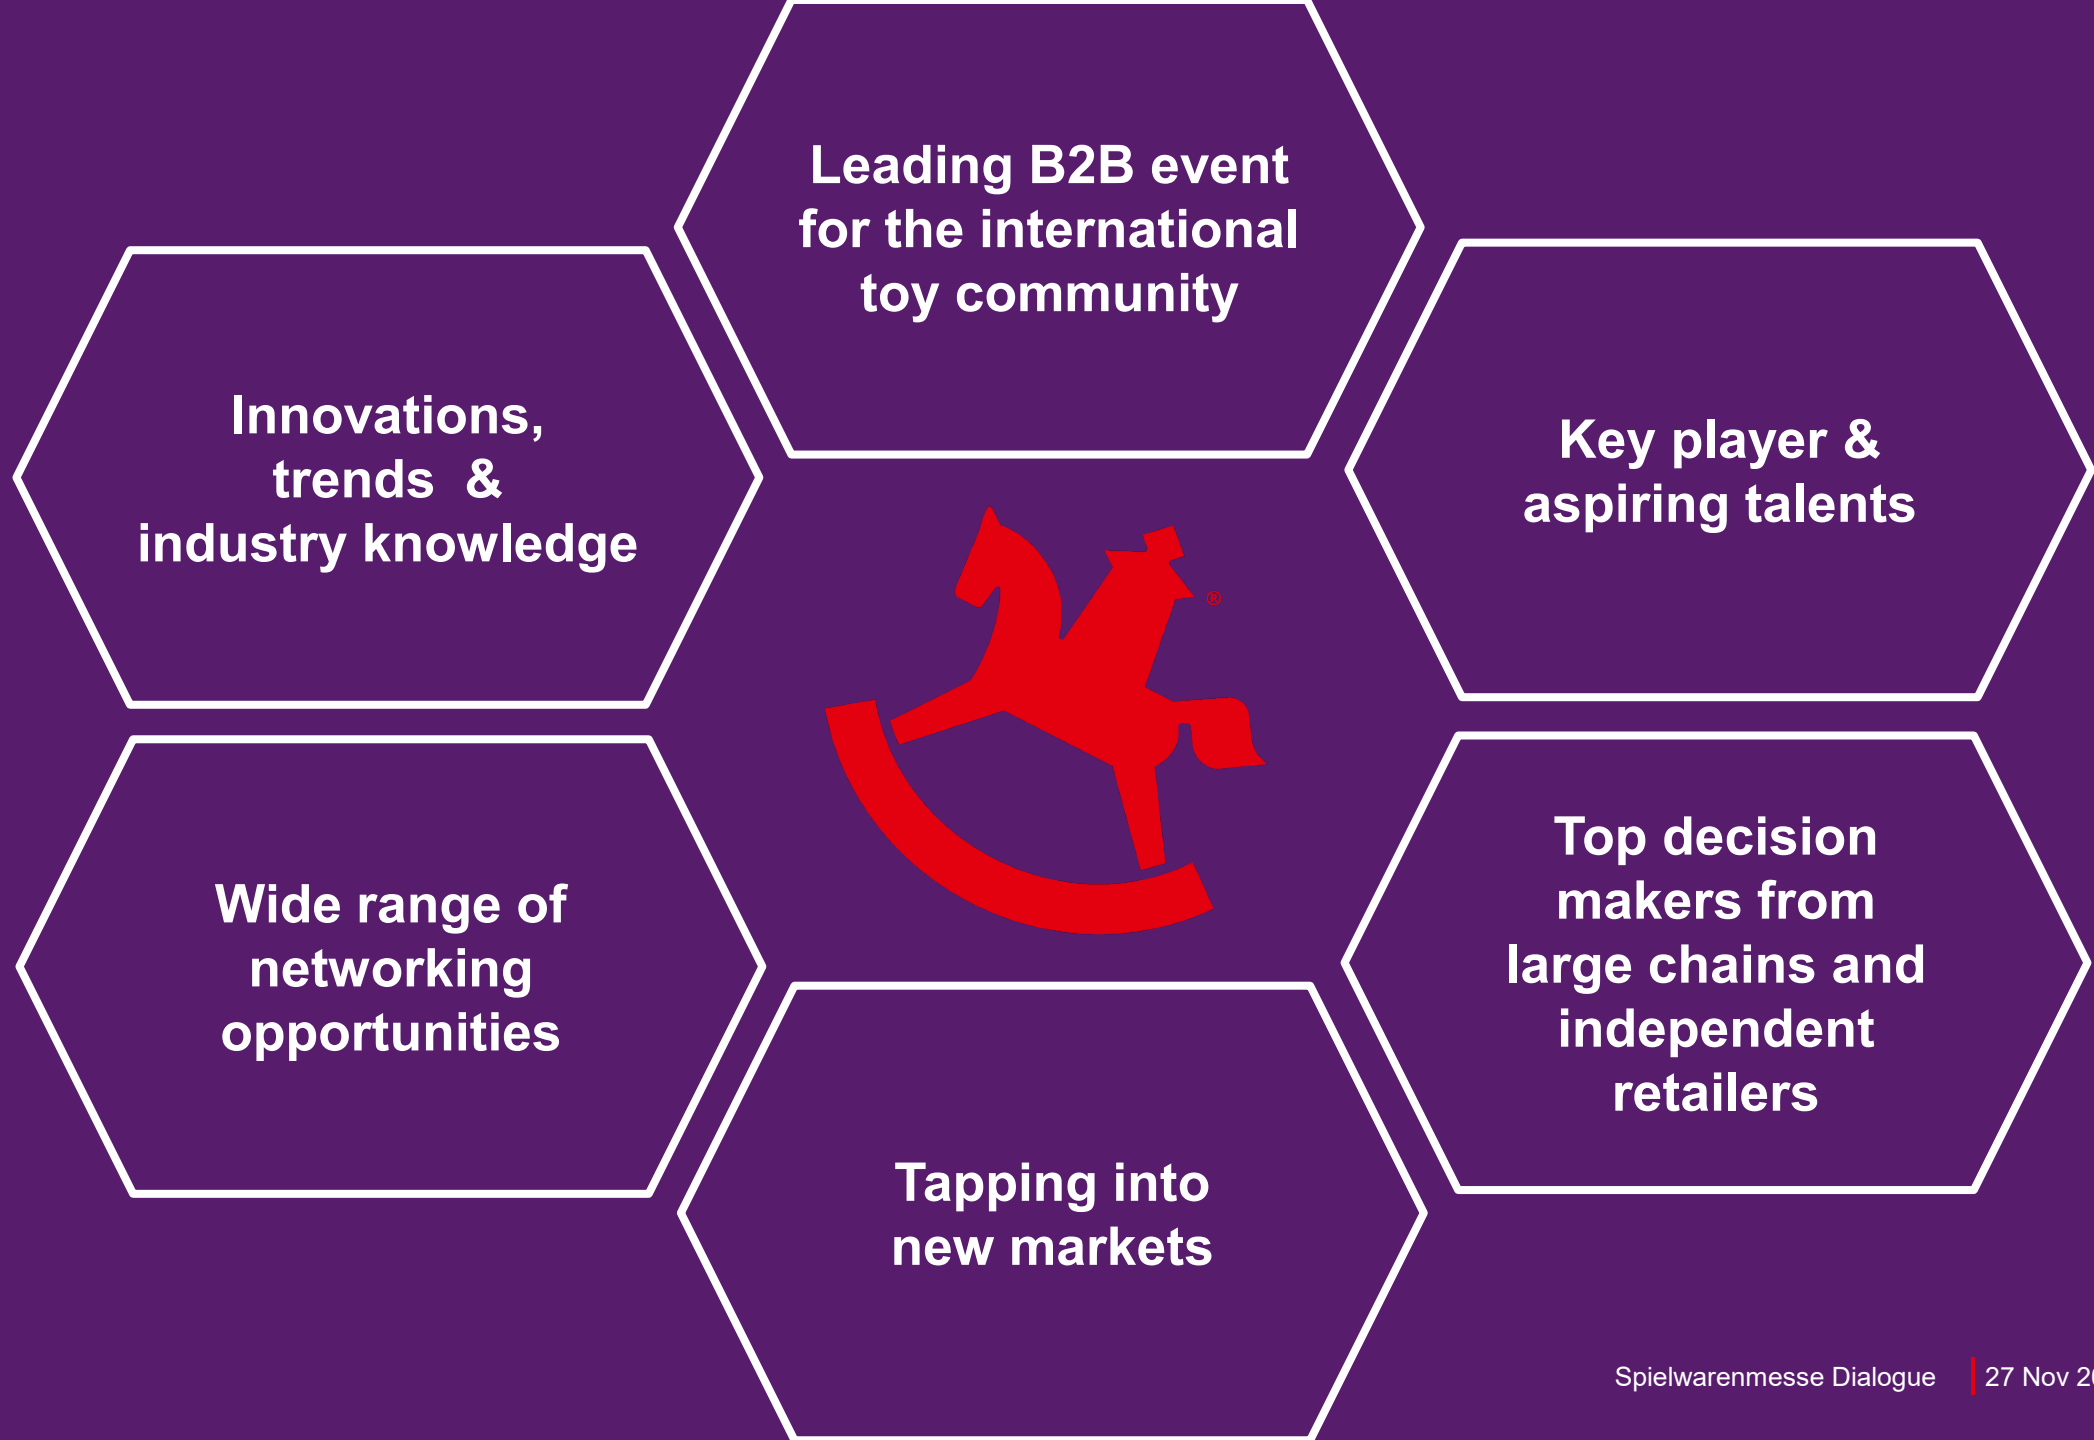 Leading B2B event
for the international
toy community
Innovations,
trends & 
industry knowledge
Key player &
aspiring talents
®
Wide range of
networking
opportunities
Top decision
makers from
large chains and
independent
retailers
Tapping into
new markets
Spielwarenmesse Dialogue
27 Nov